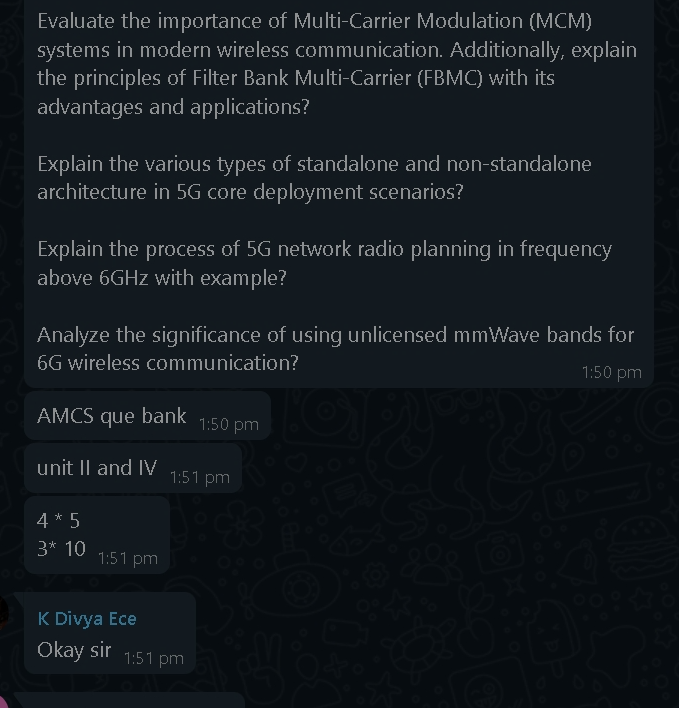 Evaluate the importance of Multi-Carrier Modulation (MCM)
systems in modern wireless communication. Additionally, explain
the principles of Filter Bank Multi-Carrier (FBMC) with its
advantages and applications?
Explain the various types of standalone and non-standalone
architecture in 5G core deployment scenarios?
Explain the process of 5G network radio planning in frequency
above 6GHz with example?
Analyze the significance of using unlicensed mmWave bands for
6G wireless communication?
1:50 pm
AMCS que bank 1:50 pm
unit II and IV 1:51 pm
4 * 5
3* 10 1:51 pm
K Divya Ece
Okay sir 1:51 pm